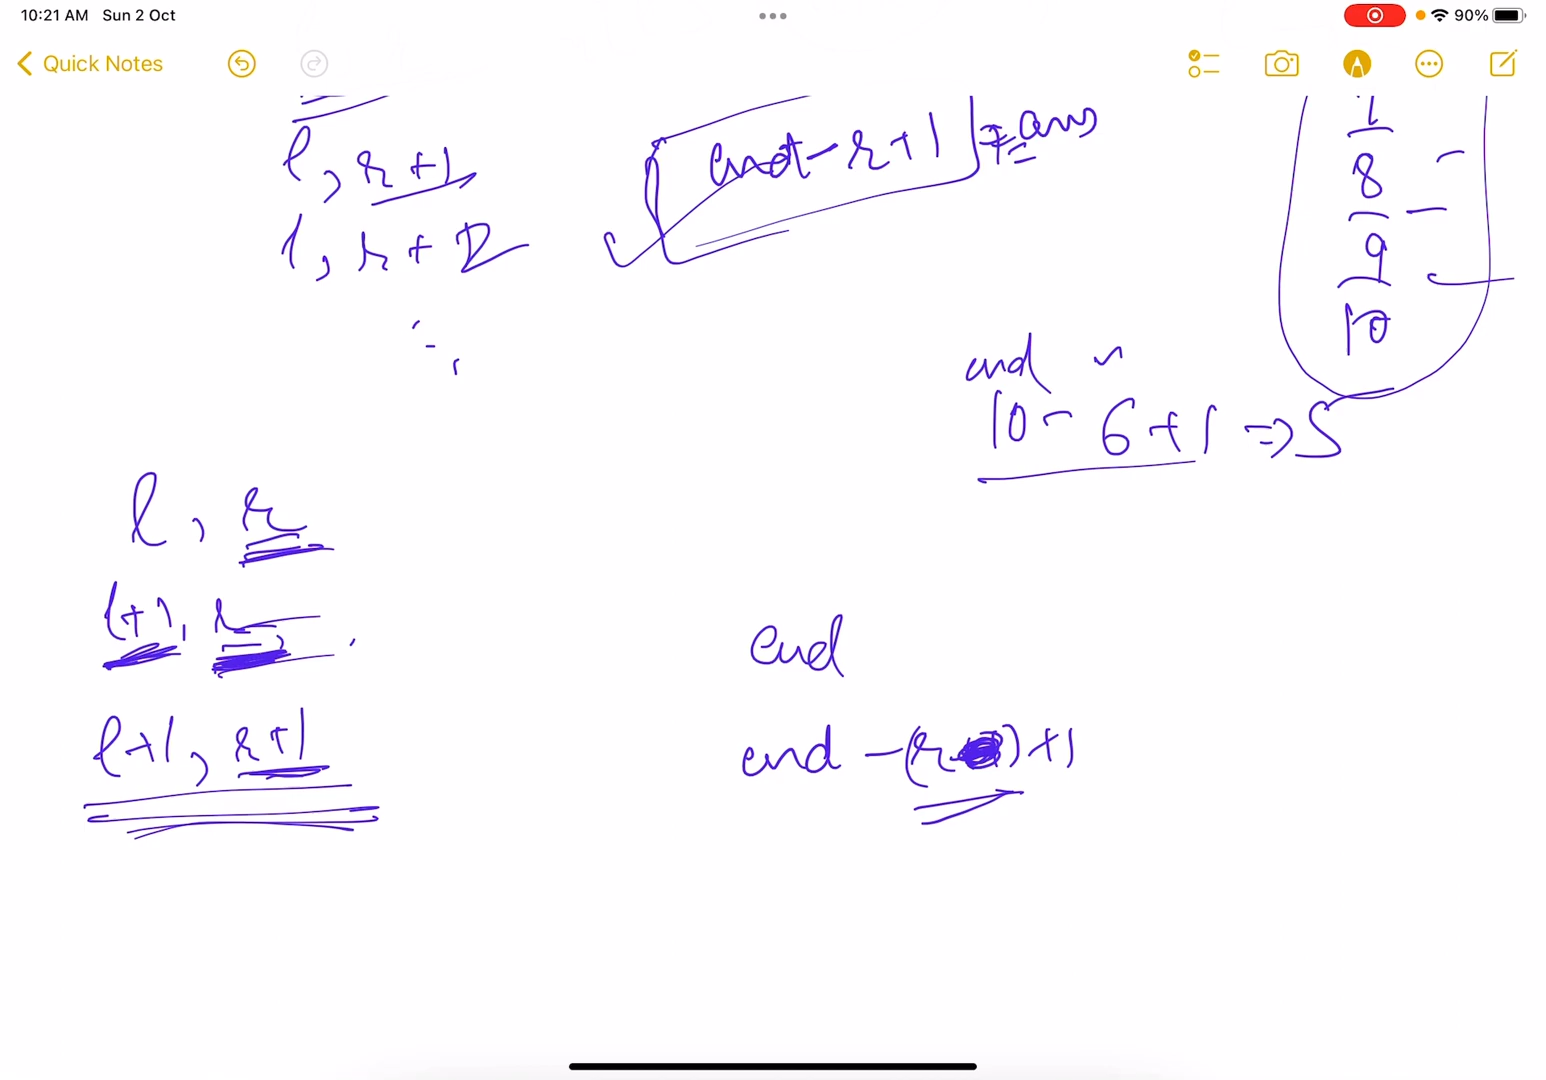 10:21 AM Sun 2 Oct
90%
Quick Notes
l, r+1
end - r+1 += ans
l, r+2
1
8
9
10
end r
10 - 6 + 1 => 5
l, r
l+1, r
end
l+1, r+1
end - (r) + 1